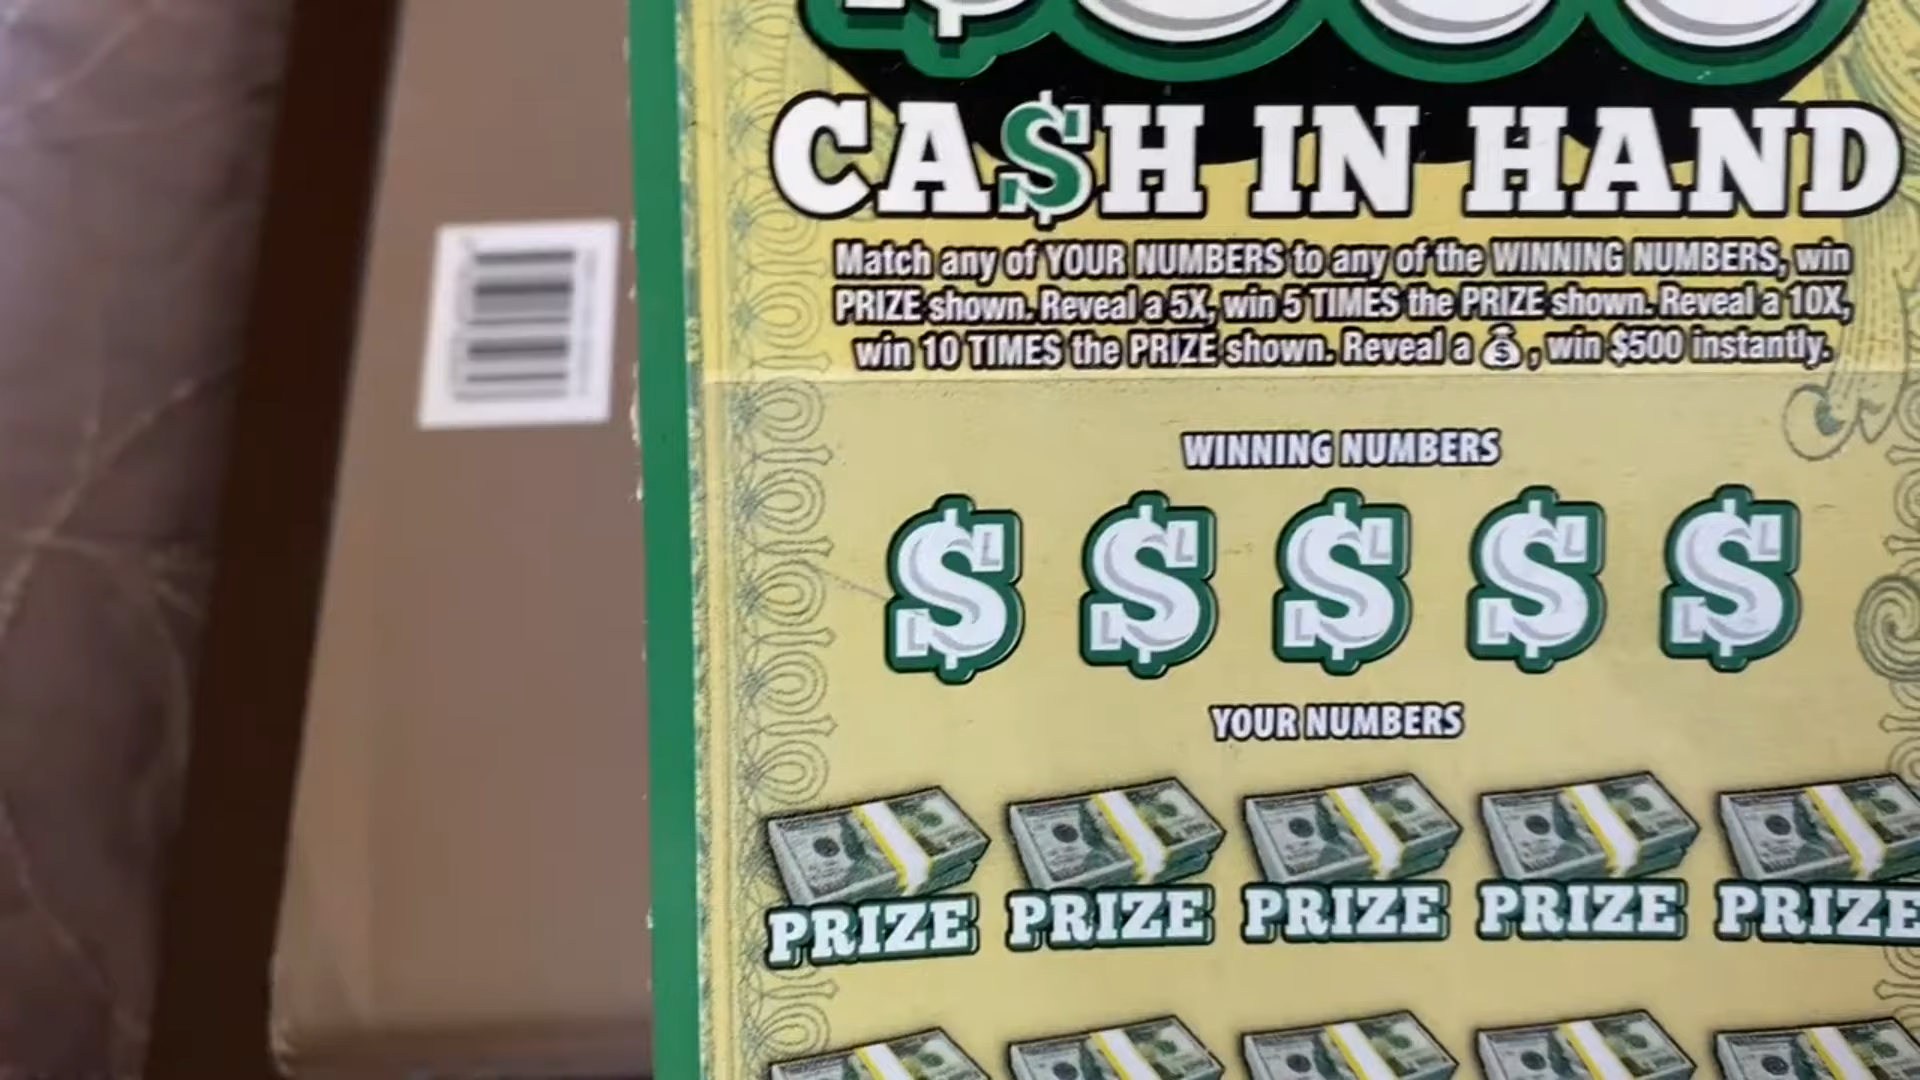 CA$H IN HAND
Match any of YOUR NUMBERS to any of the WINNING NUMBERS, win
PRIZE shown. Reveal a 5X, win 5 TIMES the PRIZE shown. Reveal a 10X,
win 10 TIMES the PRIZE shown. Reveal a $, win $500 instantly.
WINNING NUMBERS
$ $ $ $ $
YOUR NUMBERS
PRIZE PRIZE PRIZE PRIZE PRIZE